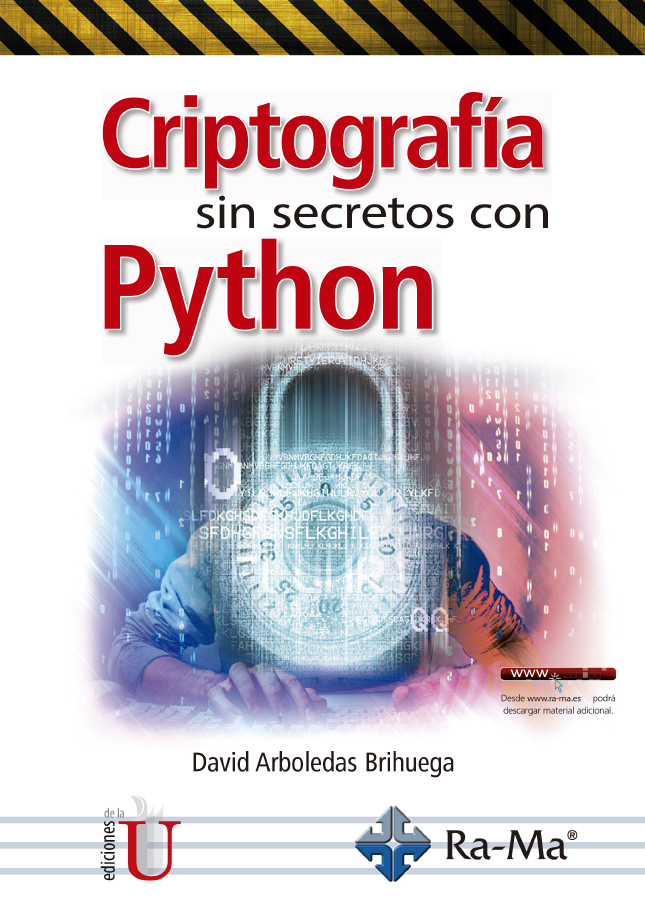 Criptografía
sin secretos con
Python
www
Desde www.ra-ma.es podrá
descargar material adicional.
David Arboledas Brihuega
ediciones de la
U
Ra-Ma®